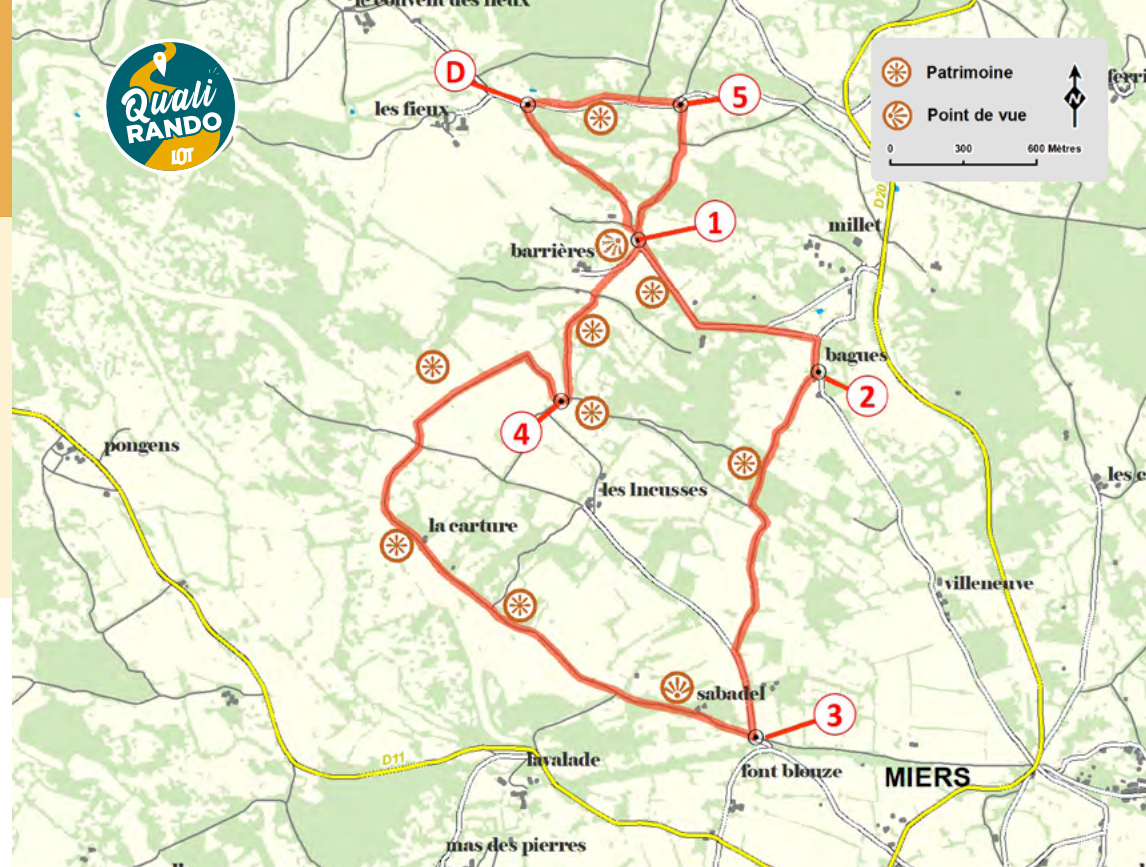 le couvent des fieux
Quali
RANDO
LOT
D
les fieux
5
Patrimoine
Point de vue
N
0 300 600 Mètres
D20
1
barrières
millet
bagues
2
4
pongens
les Incusses
la carture
villeneuve
sabadel
3
D11
lavalade
font blouze
MIERS
mas des pierres